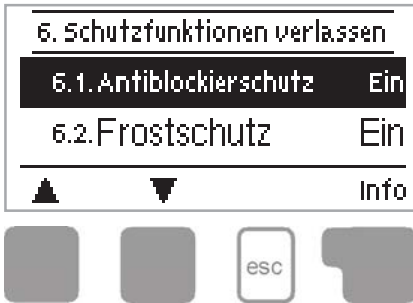 6. Schutzfunktionen verlassen
6.1. Antiblockierschutz Ein
6.2. Frostschutz Ein
▲ ▼ Info
esc